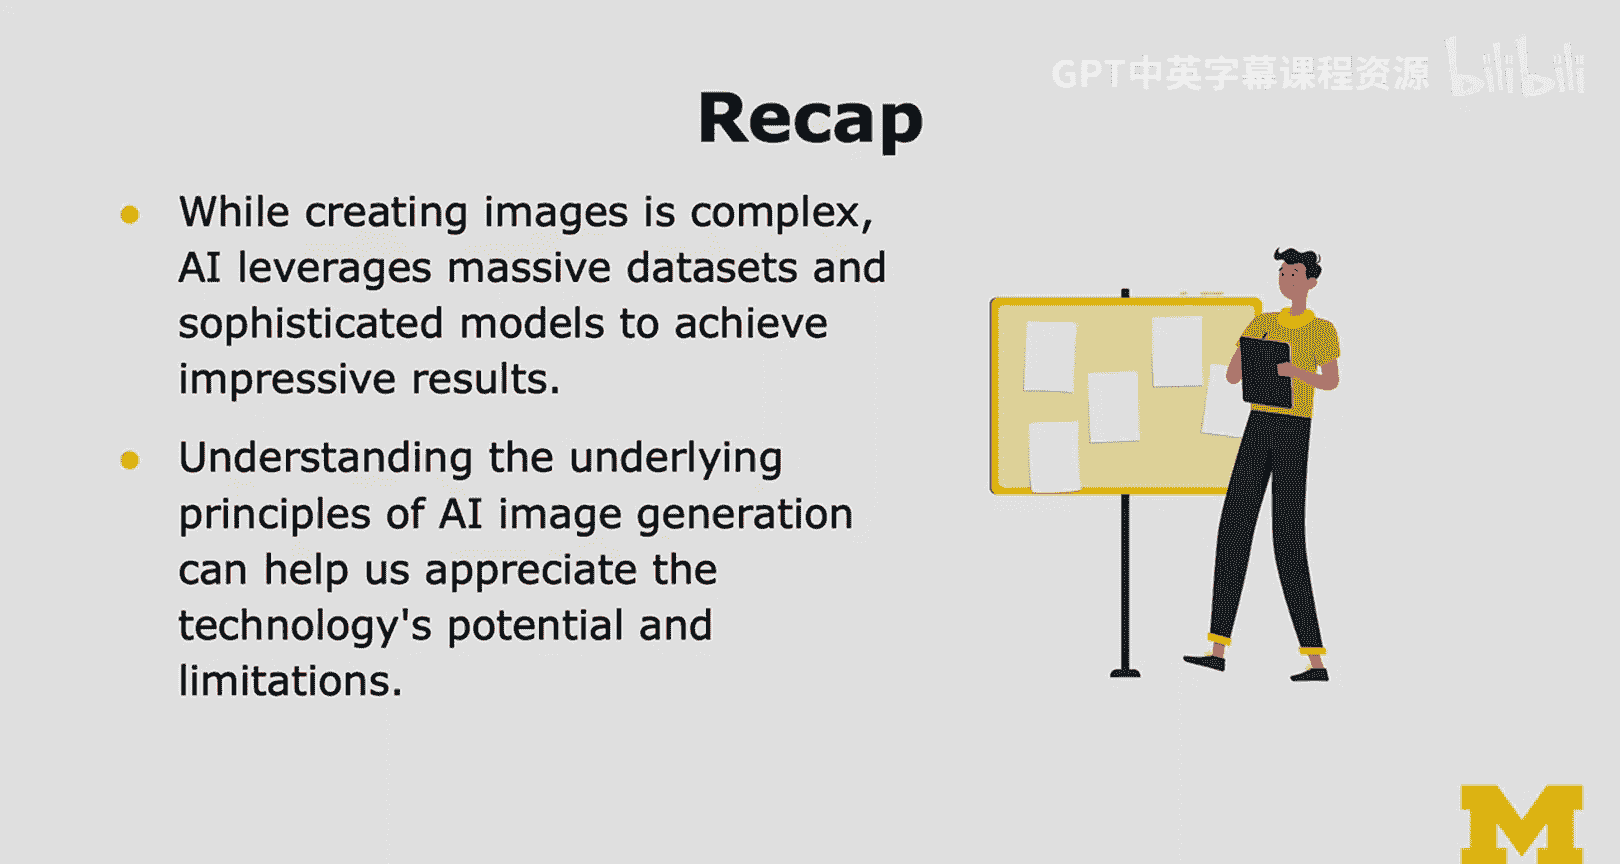 GPT中英字幕课程资源 bilibili
Recap
While creating images is complex,
AI leverages massive datasets and
sophisticated models to achieve
impressive results.
Understanding the underlying
principles of AI image generation
can help us appreciate the
technology's potential and
limitations.
M